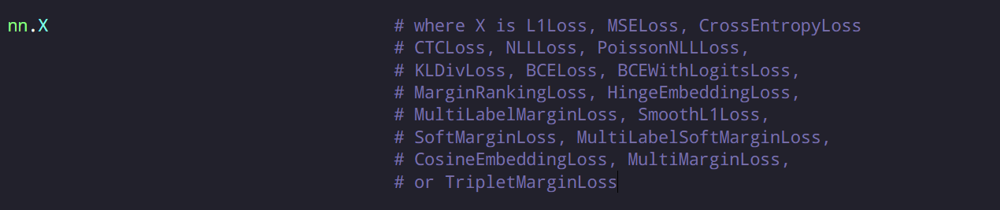 nn.X # where X is L1Loss, MSELoss, CrossEntropyLoss
# CTCLoss, NLLLoss, PoissonNLLLoss,
# KLDivLoss, BCELoss, BCEWithLogitsLoss,
# MarginRankingLoss, HingeEmbeddingLoss,
# MultiLabelMarginLoss, SmoothL1Loss,
# SoftMarginLoss, MultiLabelSoftMarginLoss,
# CosineEmbeddingLoss, MultiMarginLoss,
# or TripletMarginLoss